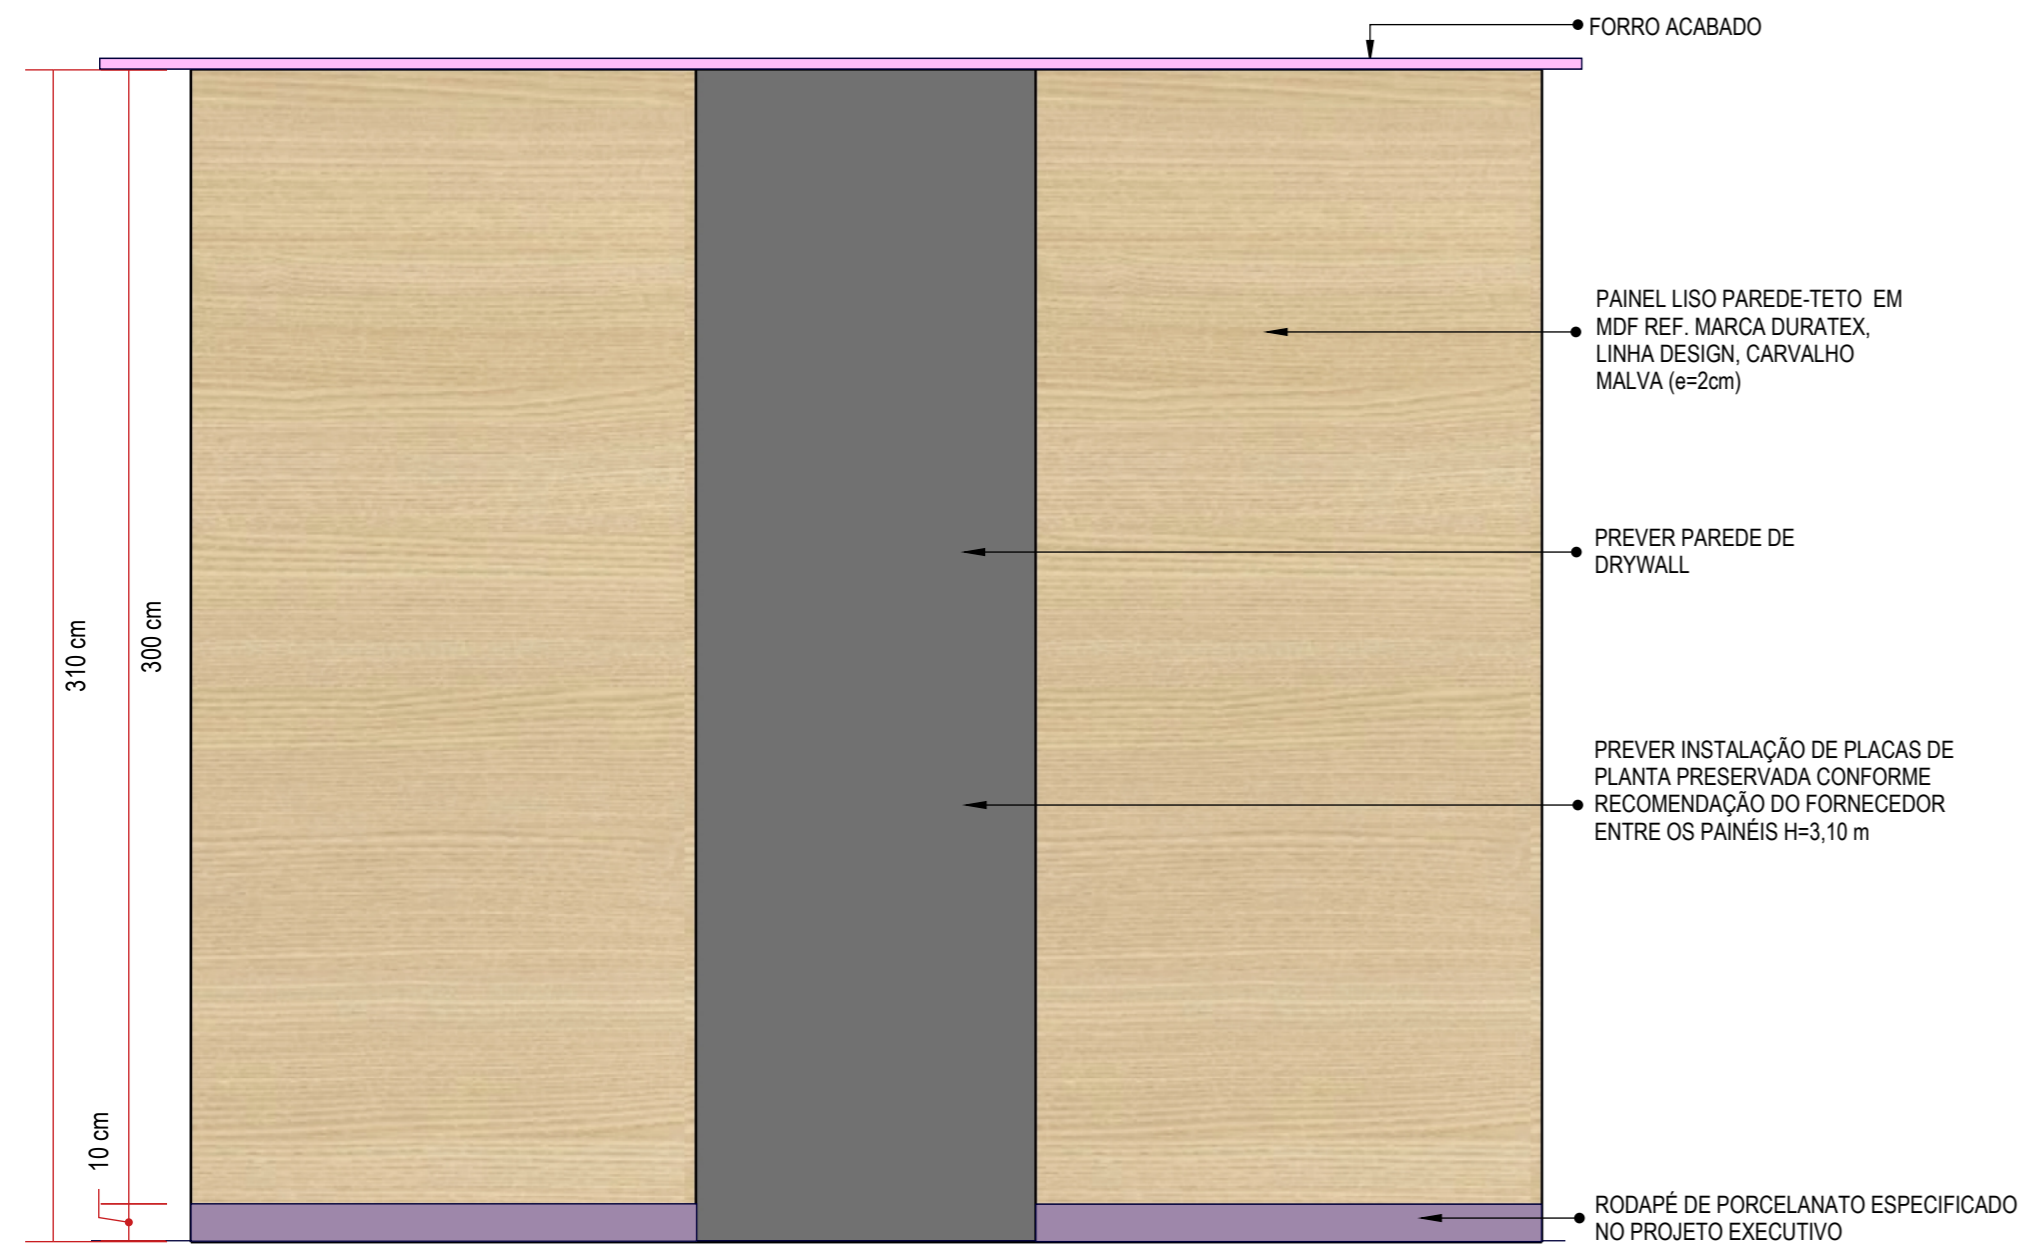 FORRO ACABADO
PAINEL LISO PAREDE-TETO EM
MDF REF. MARCA DURATEX,
LINHA DESIGN, CARVALHO
MALVA (e=2cm)
PREVER PAREDE DE
DRYWALL
310 cm
300 cm
PREVER INSTALAÇÃO DE PLACAS DE
PLANTA PRESERVADA CONFORME
RECOMENDAÇÃO DO FORNECEDOR
ENTRE OS PAINÉIS H=3,10 m
10 cm
RODAPÉ DE PORCELANATO ESPECIFICADO
NO PROJETO EXECUTIVO